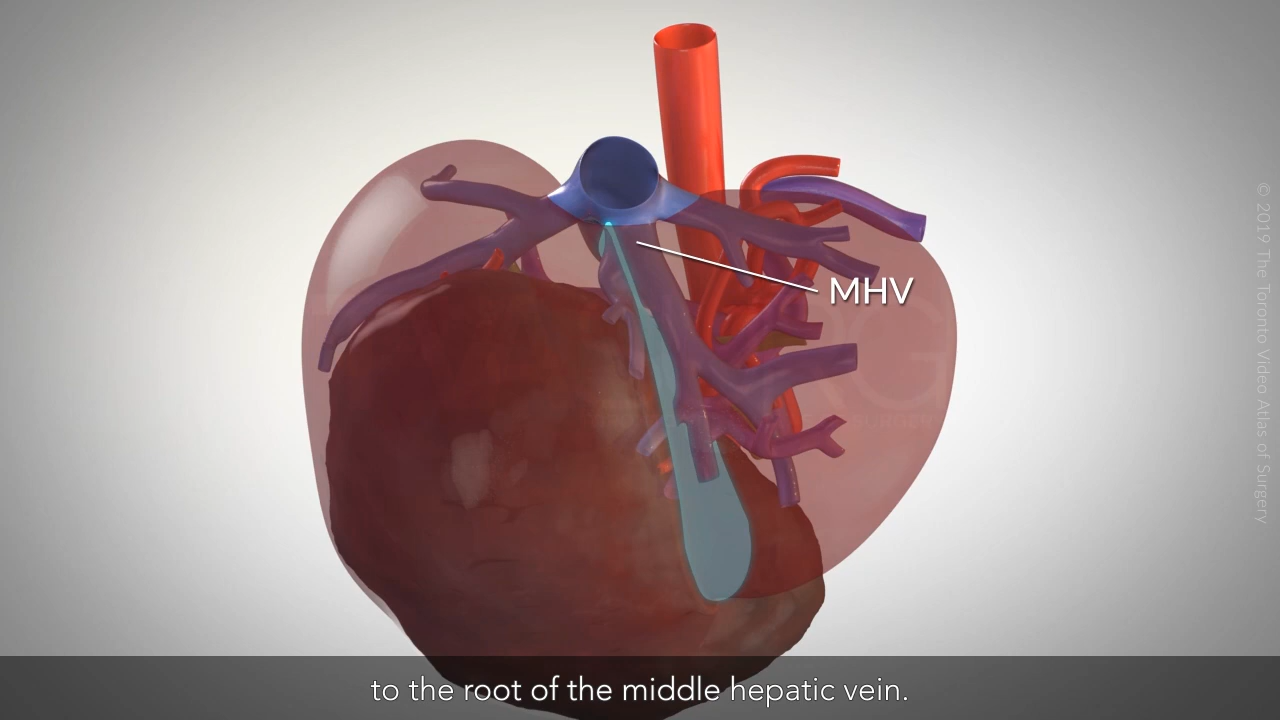 MHV
to the root of the middle hepatic vein.
© 2019 The Toronto Video Atlas of Surgery